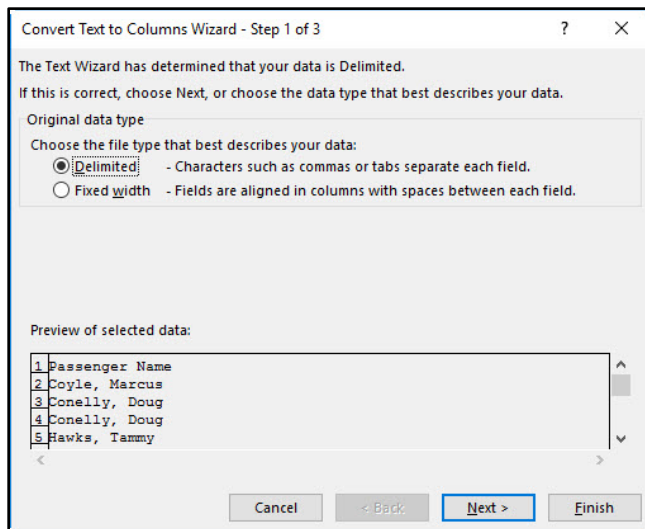 Convert Text to Columns Wizard - Step 1 of 3 ?
The Text Wizard has determined that your data is Delimited.
If this is correct, choose Next, or choose the data type that best describes your data.
Original data type
Choose the file type that best describes your data:
Delimited - Characters such as commas or tabs separate each field.
Fixed width - Fields are aligned in columns with spaces between each field.
Preview of selected data:
1 Passenger Name
2 Coyle, Marcus
3 Conelly, Doug
4 Conelly, Doug
5 Hawks, Tammy
Cancel < Back Next > Finish